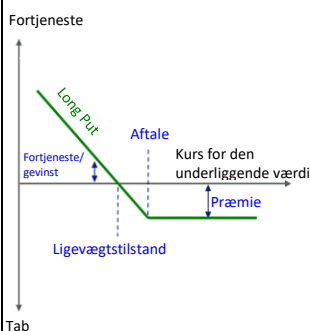 Fortjeneste
Long Put
Aftale
Fortjeneste/
gevinst
Kurs for den
underliggende værdi
Præmie
Ligevægtstilstand
Tab